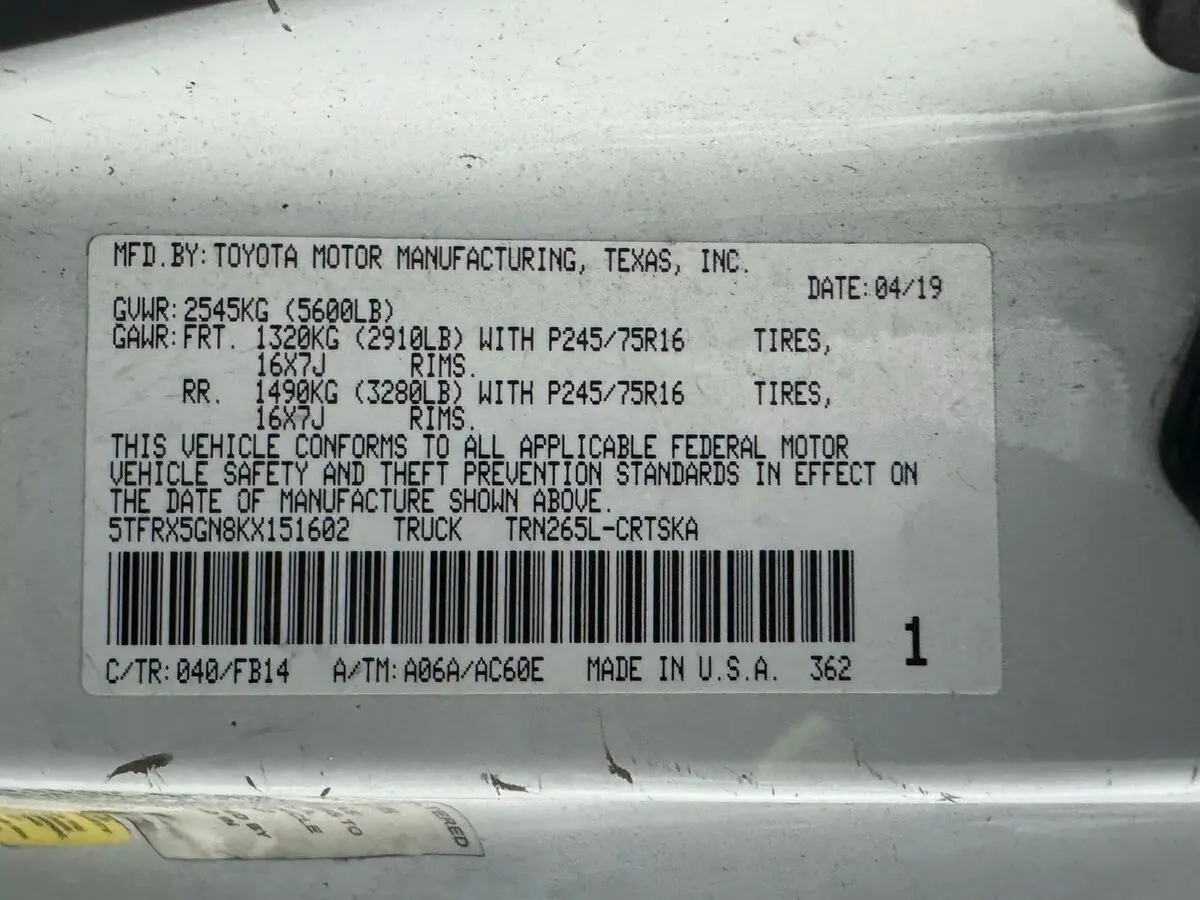 MFD.BY:TOYOTA MOTOR MANUFACTURING, TEXAS, INC.
DATE:04/19
GVWR:2545KG (5600LB)
GAWR:FRT. 1320KG (2910LB) WITH P245/75R16 TIRES,
16X7J RIMS.
RR. 1490KG (3280LB) WITH P245/75R16 TIRES,
16X7J RIMS.
THIS VEHICLE CONFORMS TO ALL APPLICABLE FEDERAL MOTOR
VEHICLE SAFETY AND THEFT PREVENTION STANDARDS IN EFFECT ON
THE DATE OF MANUFACTURE SHOWN ABOVE.
5TFRX5GN8KX151602 TRUCK TRN265L-CRTSKA
1
C/TR:040/FB14 A/TM:A06A/AC60E MADE IN U.S.A. 362